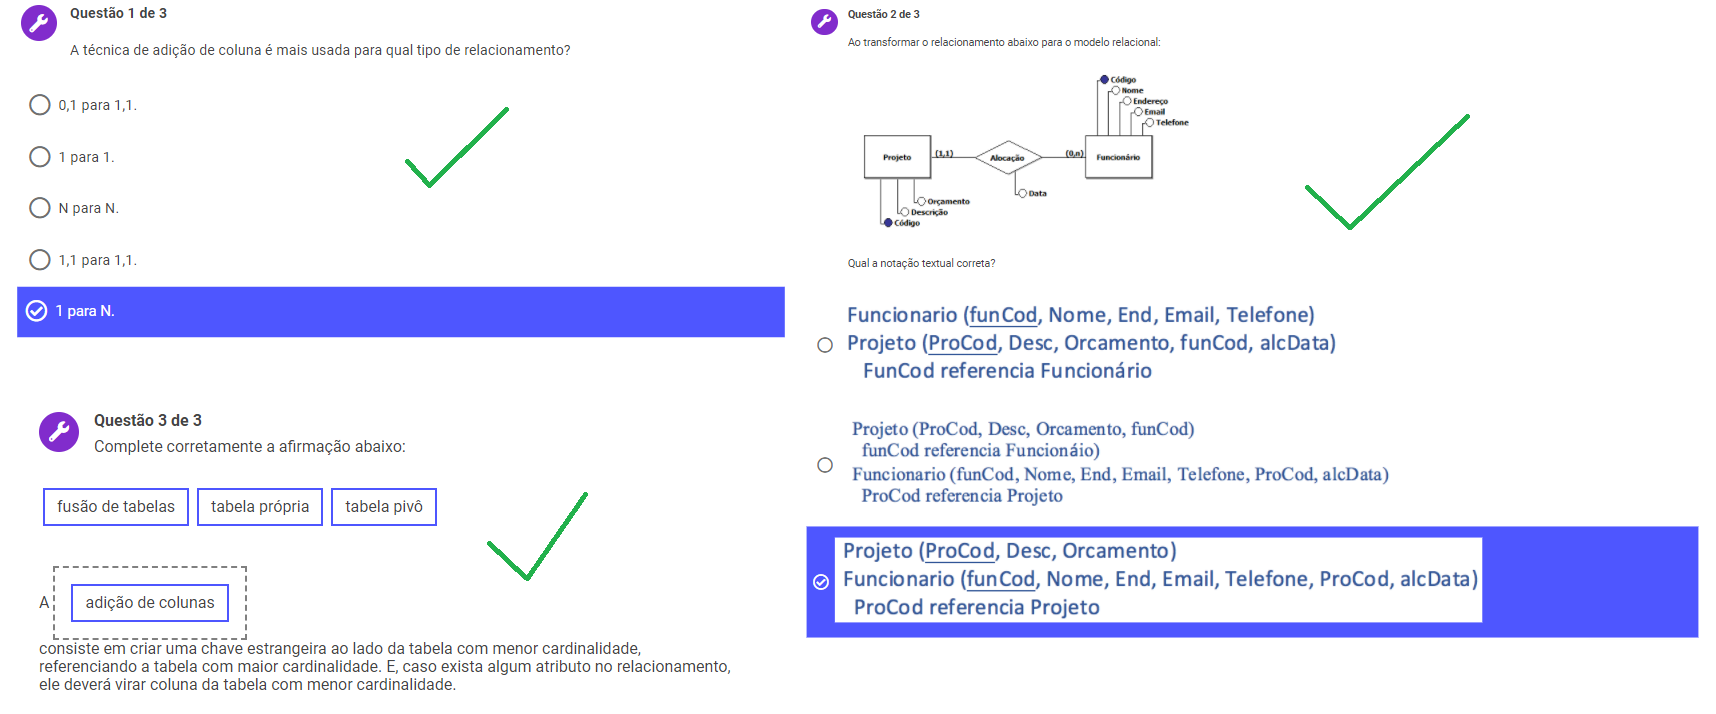 Questão 1 de 3
A técnica de adição de coluna é mais usada para qual tipo de relacionamento?
0,1 para 1,1.
1 para 1.
N para N.
1,1 para 1,1.
1 para N.
Questão 2 de 3
Ao transformar o relacionamento abaixo para o modelo relacional:
Código
Nome
Endereço
Email
Telefone
Projeto
(1,1)
Alocação
(0,n)
Funcionário
Data
Orçamento
Descrição
Código
Qual a notação textual correta?
Funcionario (funCod, Nome, End, Email, Telefone)
Projeto (ProCod, Desc, Orcamento, funCod, alcData)
FunCod referencia Funcionário
Projeto (ProCod, Desc, Orcamento, funCod)
funCod referencia Funcionáio)
Funcionario (funCod, Nome, End, Email, Telefone, ProCod, alcData)
ProCod referencia Projeto
Projeto (ProCod, Desc, Orcamento)
Funcionario (funCod, Nome, End, Email, Telefone, ProCod, alcData)
ProCod referencia Projeto
Questão 3 de 3
Complete corretamente a afirmação abaixo:
fusão de tabelas
tabela própria
tabela pivô
A adição de colunas
consiste em criar uma chave estrangeira ao lado da tabela com menor cardinalidade,
referenciando a tabela com maior cardinalidade. E, caso exista algum atributo no relacionamento,
ele deverá virar coluna da tabela com menor cardinalidade.